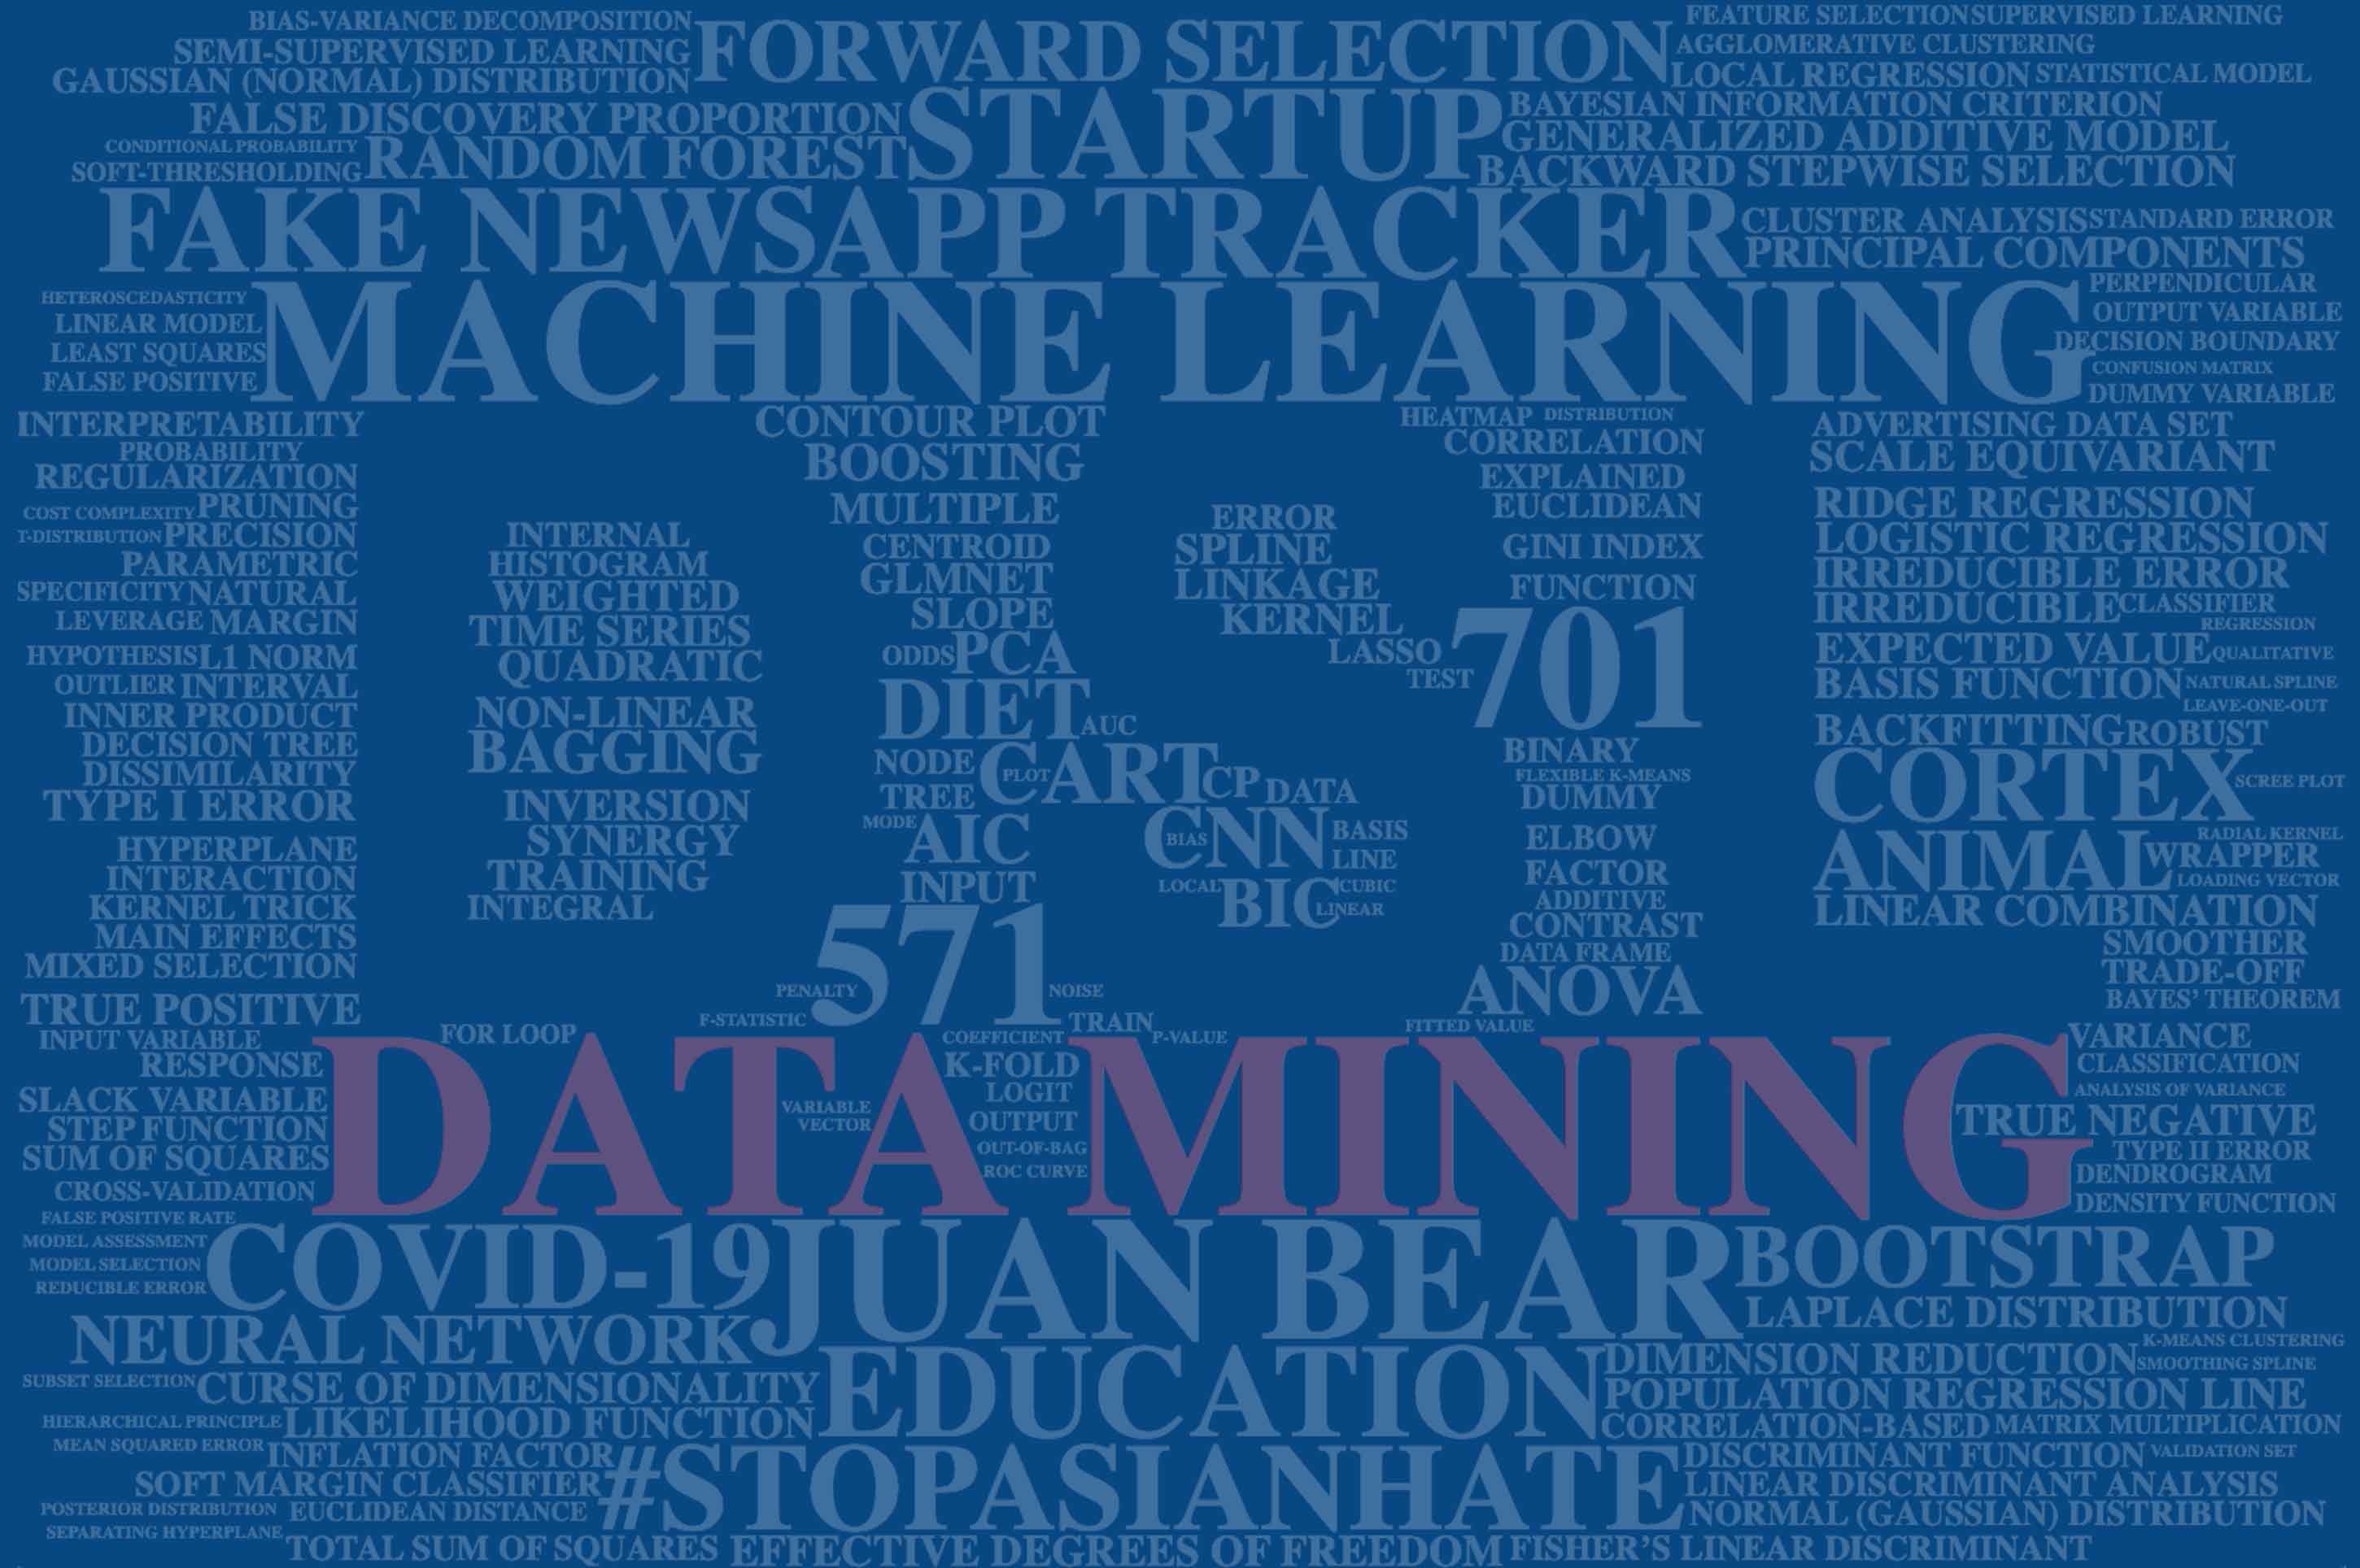 BIAS-VARIANCE DECOMPOSITION
SEMI-SUPERVISED LEARNING
GAUSSIAN (NORMAL) DISTRIBUTION
FORWARD SELECTION
FEATURE SELECTION SUPERVISED LEARNING
AGGLOMERATIVE CLUSTERING
LOCAL REGRESSION STATISTICAL MODEL
FALSE DISCOVERY PROPORTION
CONDITIONAL PROBABILITY
SOFT-THRESHOLDING
RANDOM FOREST
STARTUP
BAYESIAN INFORMATION CRITERION
GENERALIZED ADDITIVE MODEL
BACKWARD STEPWISE SELECTION
FAKE NEWS APP TRACKER
CLUSTER ANALYSIS STANDARD ERROR
PRINCIPAL COMPONENTS
HETEROSCEDASTICITY
LINEAR MODEL
LEAST SQUARES
FALSE POSITIVE
MACHINE LEARNING
PERPENDICULAR
OUTPUT VARIABLE
DECISION BOUNDARY
CONFUSION MATRIX
DUMMY VARIABLE
INTERPRETABILITY
PROBABILITY
REGULARIZATION
COST COMPLEXITY PRUNING
T-DISTRIBUTION PRECISION
PARAMETRIC
SPECIFICITY NATURAL
LEVERAGE MARGIN
HYPOTHESIS L1 NORM
OUTLIER INTERVAL
INNER PRODUCT
DECISION TREE
DISSIMILARITY
TYPE I ERROR
HYPERPLANE
INTERACTION
KERNEL TRICK
MAIN EFFECTS
MIXED SELECTION
TRUE POSITIVE
INPUT VARIABLE
RESPONSE
SLACK VARIABLE
STEP FUNCTION
SUM OF SQUARES
CROSS-VALIDATION
INTERNAL
HISTOGRAM
WEIGHTED
TIME SERIES
QUADRATIC
NON-LINEAR
BAGGING
INVERSION
SYNERGY
TRAINING
INTEGRAL
FOR LOOP
CONTOUR PLOT
BOOSTING
MULTIPLE
CENTROID
GLMNET
SLOPE
ODDS PCA
DIET AUC
NODE CART PLOT CP DATA
TREE
MODE AIC
INPUT
571
PENALTY
NOISE
F-STATISTIC
COEFFICIENT TRAIN P-VALUE
ERROR
SPLINE
LINKAGE
KERNEL
LASSO
TEST
CNN BIAS BASIS
LINE
LOCAL BIC CUBIC
LINEAR
HEATMAP DISTRIBUTION
CORRELATION
EXPLAINED
EUCLIDEAN
GINI INDEX
FUNCTION
701
BINARY
FLEXIBLE K-MEANS
DUMMY
ELBOW
FACTOR
ADDITIVE
CONTRAST
DATA FRAME
ANOVA
FITTED VALUE
ADVERTISING DATA SET
SCALE EQUIVARIANT
RIDGE REGRESSION
LOGISTIC REGRESSION
IRREDUCIBLE ERROR
IRREDUCIBLE CLASSIFIER
REGRESSION
EXPECTED VALUE QUALITATIVE
BASIS FUNCTION NATURAL SPLINE
LEAVE-ONE-OUT
BACKFITTING ROBUST
CORTEX SCREE PLOT
ANIMAL RADIAL KERNEL
WRAPPER
LOADING VECTOR
LINEAR COMBINATION
SMOOTHER
TRADE-OFF
BAYES' THEOREM
DATA MINING
VARIABLE
VECTOR
K-FOLD
LOGIT
OUTPUT
OUT-OF-BAG
ROC CURVE
VARIANCE
CLASSIFICATION
ANALYSIS OF VARIANCE
TRUE NEGATIVE
TYPE II ERROR
DENDROGRAM
DENSITY FUNCTION
FALSE POSITIVE RATE
MODEL ASSESSMENT
MODEL SELECTION
REDUCIBLE ERROR
COVID-19 JUAN BEAR BOOTSTRAP
LAPLACE DISTRIBUTION
K-MEANS CLUSTERING
NEURAL NETWORK
EDUCATION
DIMENSION REDUCTION SMOOTHING SPLINE
SUBSET SELECTION CURSE OF DIMENSIONALITY
POPULATION REGRESSION LINE
HIERARCHICAL PRINCIPLE LIKELIHOOD FUNCTION
CORRELATION-BASED MATRIX MULTIPLICATION
MEAN SQUARED ERROR INFLATION FACTOR
#STOPASIANHATE
DISCRIMINANT FUNCTION VALIDATION SET
SOFT MARGIN CLASSIFIER
LINEAR DISCRIMINANT ANALYSIS
POSTERIOR DISTRIBUTION EUCLIDEAN DISTANCE
NORMAL (GAUSSIAN) DISTRIBUTION
SEPARATING HYPERPLANE
TOTAL SUM OF SQUARES EFFECTIVE DEGREES OF FREEDOM FISHER'S LINEAR DISCRIMINANT